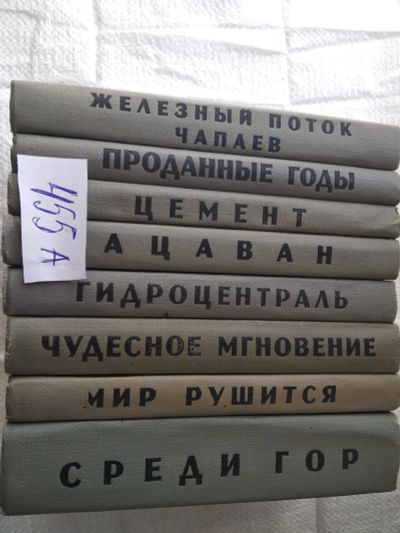 ЖЕЛЕЗНЫЙ ПОТОК
ЧАПАЕВ
ПРОДАННЫЕ ГОДЫ
455 А
ЦЕМЕНТ
АЦАВАН
ГИДРОЦЕНТРАЛЬ
ЧУДЕСНОЕ МГНОВЕНИЕ
МИР РУШИТСЯ
СРЕДИ ГОР